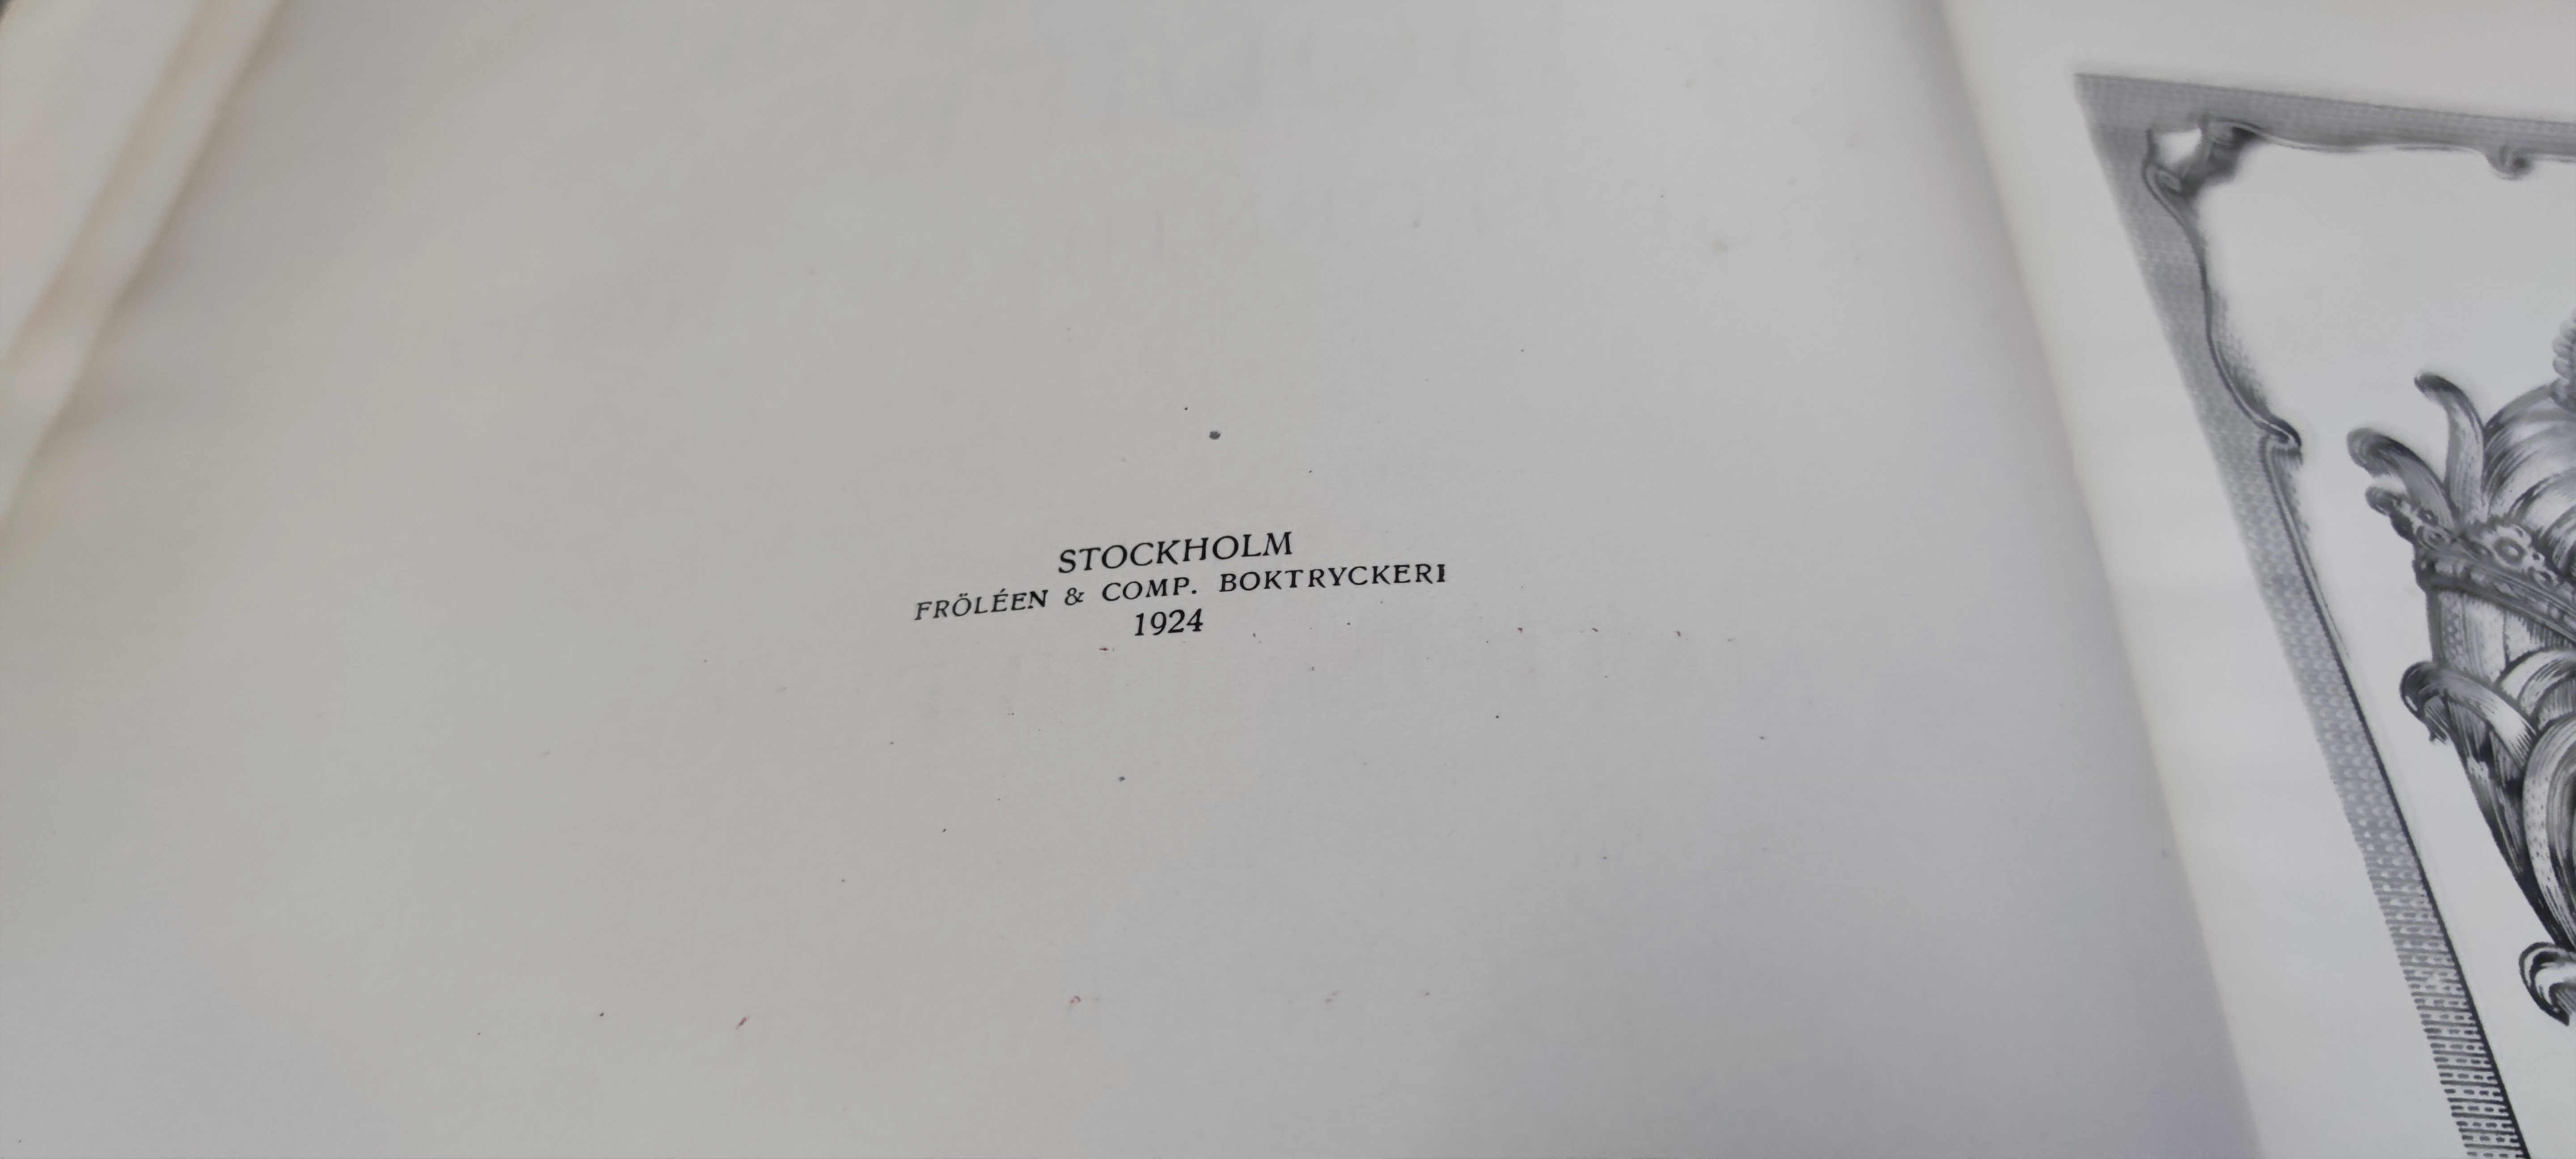 STOCKHOLM
FRÖLÉEN & COMP. BOKTRYCKERI
1924